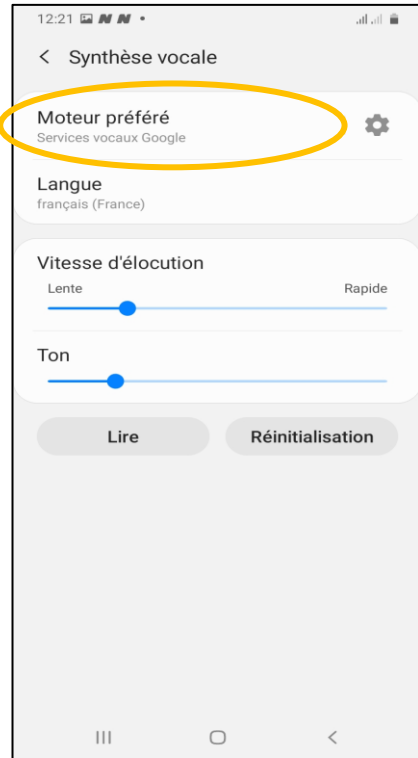 12:21
Synthèse vocale
Moteur préféré
Services vocaux Google
Langue
français (France)
Vitesse d'élocution
Lente Rapide
Ton
Lire Réinitialisation